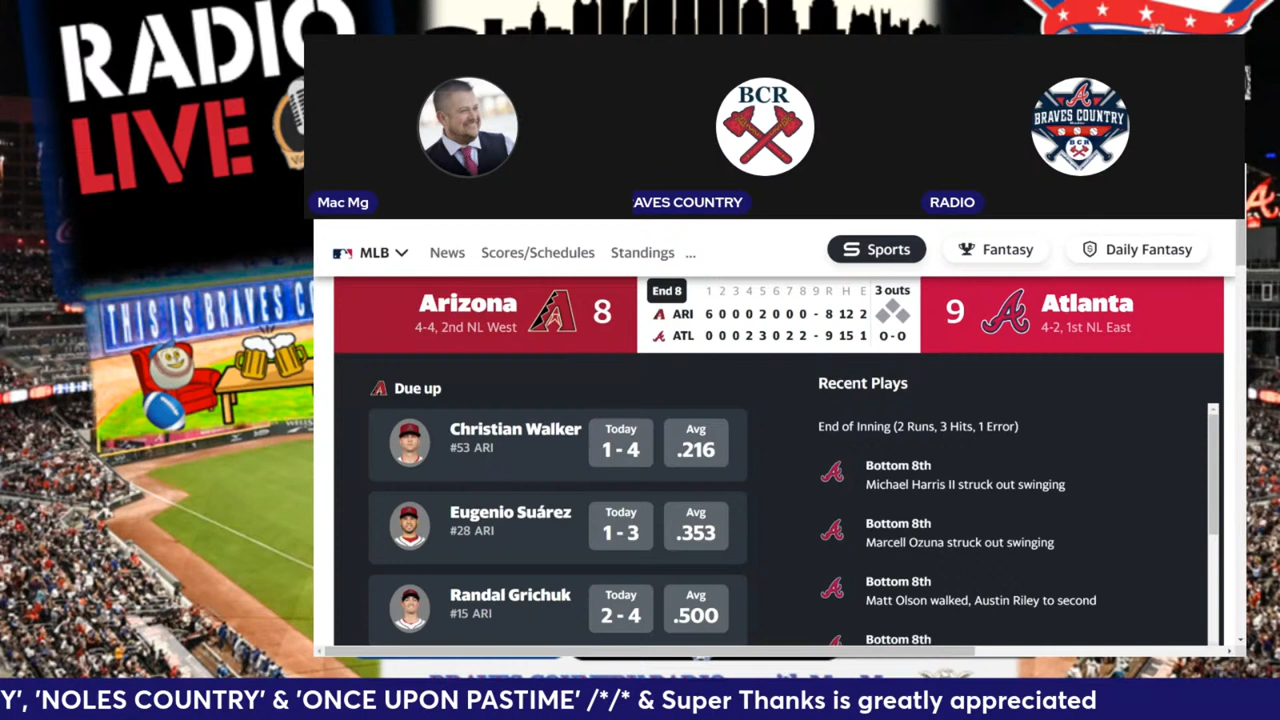 RADIO
LIVE
THIS IS BRAVES CO
BCR
BRAVES COUNTRY
BCR
Mac Mg
AVES COUNTRY
RADIO
MLB
News
Scores/Schedules
Standings
...
Sports
Fantasy
Daily Fantasy
Arizona
4-4, 2nd NL West
8
End 8 1 2 3 4 5 6 7 8 9 R H E
ARI 6 0 0 0 2 0 0 0 - 8 12 2
ATL 0 0 0 2 3 0 2 2 - 9 15 1
3 outs
0 - 0
9
Atlanta
4-2, 1st NL East
Due up
Christian Walker
#53 ARI
Today
1 - 4
Avg
.216
Eugenio Suárez
#28 ARI
Today
1 - 3
Avg
.353
Randal Grichuk
#15 ARI
Today
2 - 4
Avg
.500
Recent Plays
End of Inning (2 Runs, 3 Hits, 1 Error)
Bottom 8th
Michael Harris II struck out swinging
Bottom 8th
Marcell Ozuna struck out swinging
Bottom 8th
Matt Olson walked, Austin Riley to second
Bottom 8th
Y', 'NOLES COUNTRY' & 'ONCE UPON PASTIME' /*/* & Super Thanks is greatly appreciated